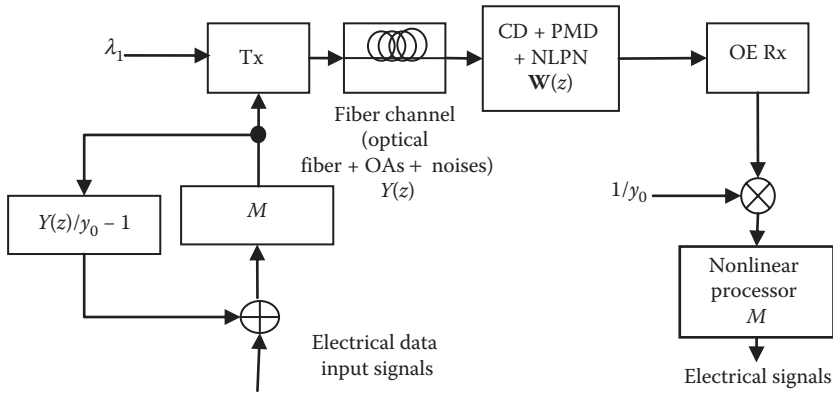 λ1
Tx
CD + PMD
+ NLPN
W(z)
OE Rx
Fiber channel
(optical
fiber + OAs + noises)
Y(z)
Y(z)/y0 – 1
M
1/y0
Nonlinear
processor
M
Electrical data
input signals
Electrical signals